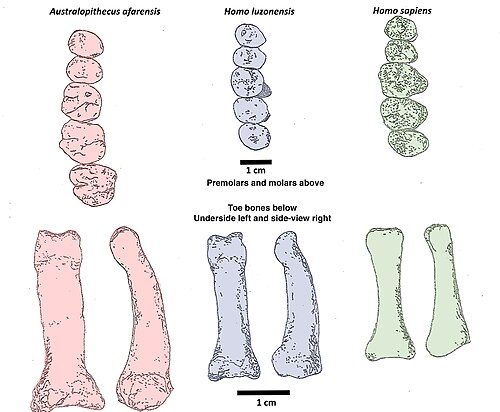 Australopithecus afarensis
Homo luzonensis
Homo sapiens
1 cm
Premolars and molars above
Toe bones below
Underside left and side-view right
1 cm